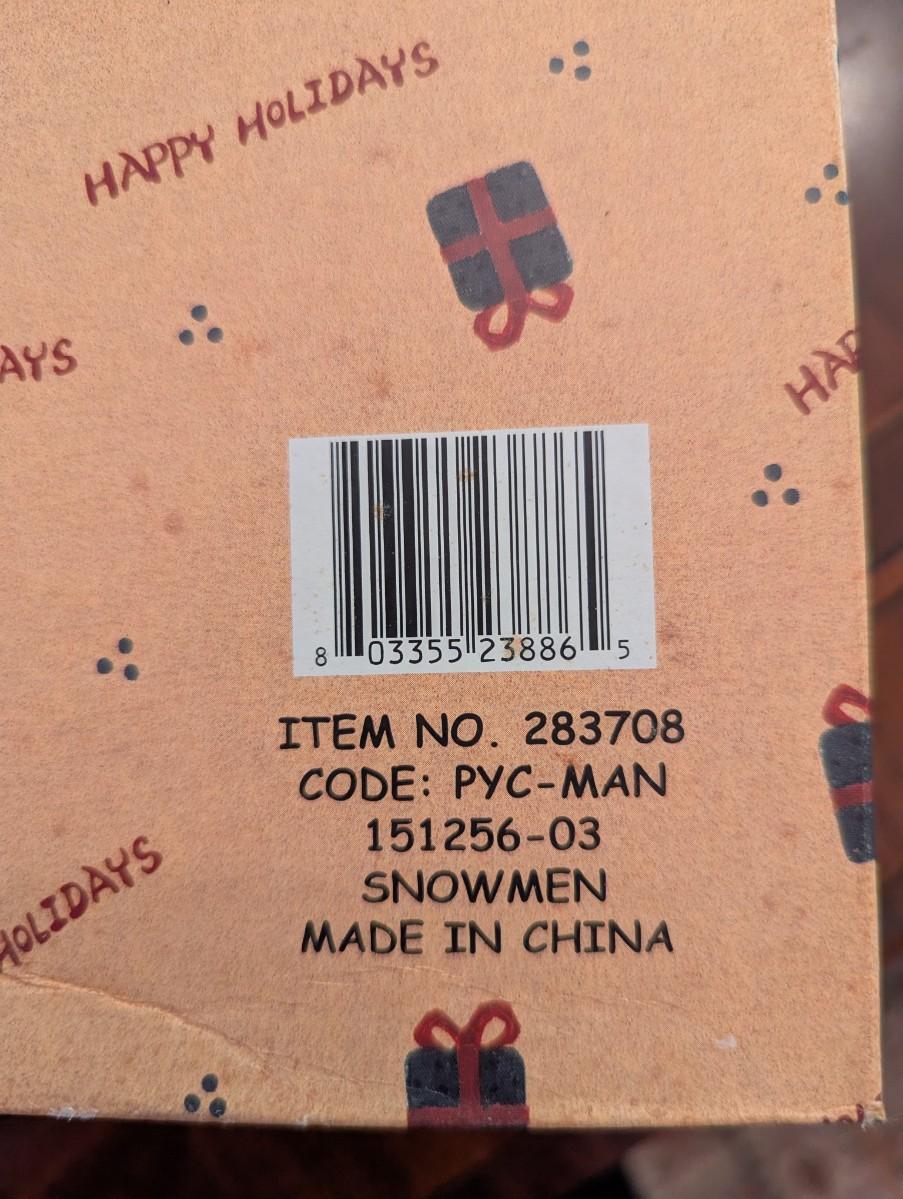 HAPPY HOLIDAYS
AYS
HAP
8 03355 23886 5
ITEM NO. 283708
CODE: PYC-MAN
151256-03
SNOWMEN
MADE IN CHINA
HOLIDAYS